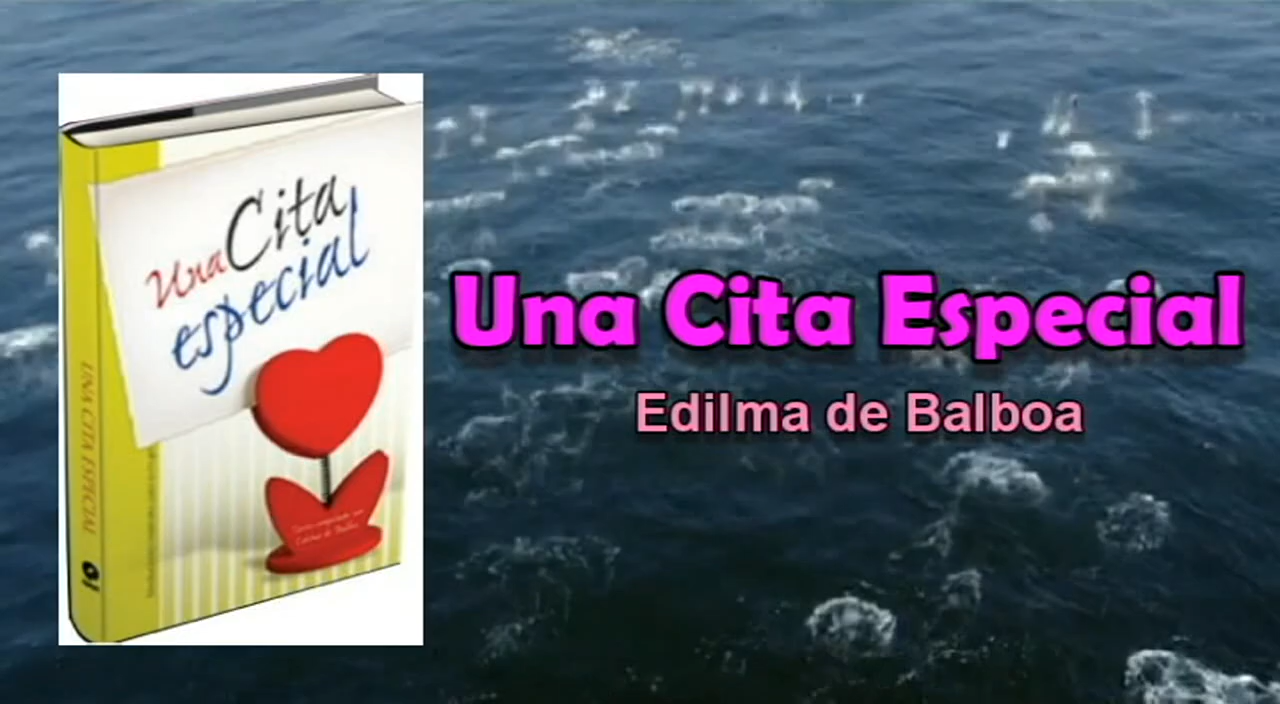 Una Cita
especial
UNA CITA ESPECIAL
Una Cita Especial
Edilma de Balboa